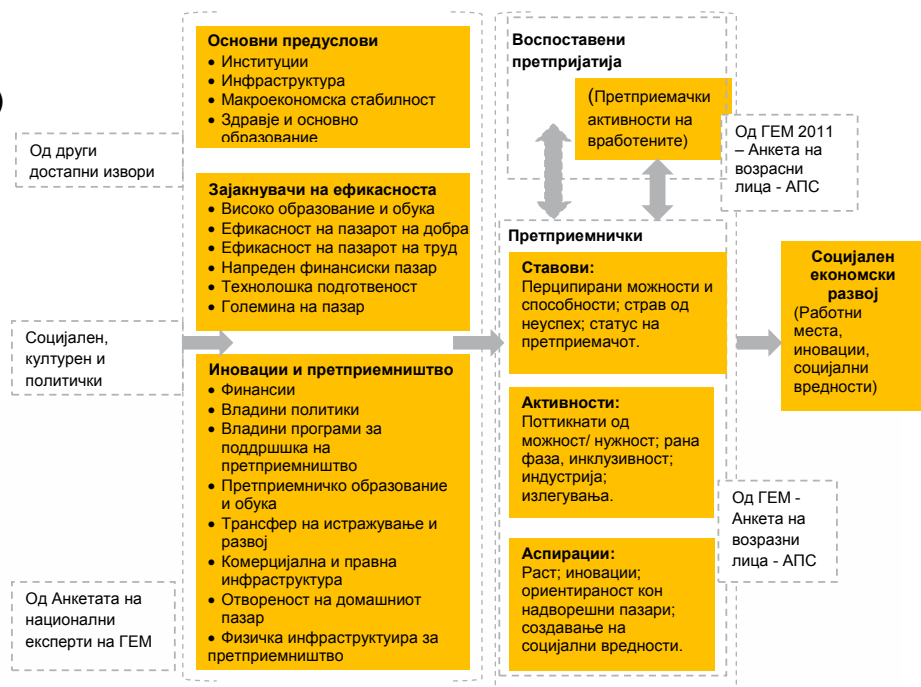 )
Од други
достапни извори
Социјален,
културен и
политички
Од Анкетата на
национални
експерти на ГЕМ
Основни предуслови
• Институции
• Инфраструктура
• Макроекономска стабилност
• Здравје и основно
образование
Зајакнувачи на ефикасноста
• Високо образование и обука
• Ефикасност на пазарот на добра
• Ефикасност на пазарот на труд
• Напреден финансиски пазар
• Технолошка подготвеност
• Големина на пазар
Иновации и претприемништво
• Финансии
• Владини политики
• Владини програми за
поддршшка на
претприемништво
• Претприемничко образование
и обука
• Трансфер на истражување и
развој
• Комерцијална и правна
инфраструктура
• Отвореност на домашниот
пазар
• Физичка инфраструктуира за
претприемништво
Воспоставени
претпријатија
(Претприемачки
активности на
вработените)
Од ГЕМ 2011
– Анкета на
возрасни
лица - АПС
Претприемнички
Ставови:
Перципирани можности и
способности; страв од
неуспех; статус на
претприемачот.
Активности:
Поттикнати од
можност/ нужност; рана
фаза, инклузивност;
индустрија;
излегувања.
Аспирации:
Раст; иновации;
ориентираност кон
надворешни пазари;
создавање на
социјални вредности.
Од ГЕМ -
Анкета на
возразни
лица - АПС
Социјален
економски
развој
(Работни
места,
иновации,
социјални
вредности)